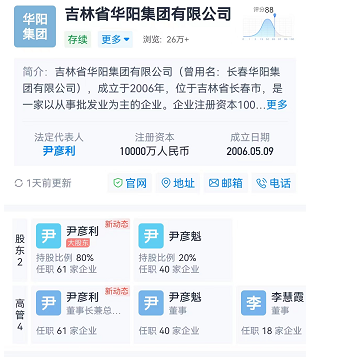 华阳
集团
吉林省华阳集团有限公司
评分88
存续 更多 浏览: 26万+
简介: 吉林省华阳集团有限公司（曾用名：长春华阳集
团有限公司），成立于2006年，位于吉林省长春市，是
一家以从事批发业为主的企业。企业注册资本100...更多
法定代表人 注册资本 成立日期
尹彦利 10000万人民币 2006.05.09
1天前更新 官网 地址 邮箱 电话
股东2
新动态
尹 尹彦利
大股东
持股比例 80%
任职 61 家企业
尹 尹彦魁
持股比例 20%
任职 40 家企业
高管4
新动态
尹 尹彦利
董事长兼总...
任职 61 家企业
尹 尹彦魁
董事
任职 40 家企业
李 李慧霞
董事
任职 18 家企业